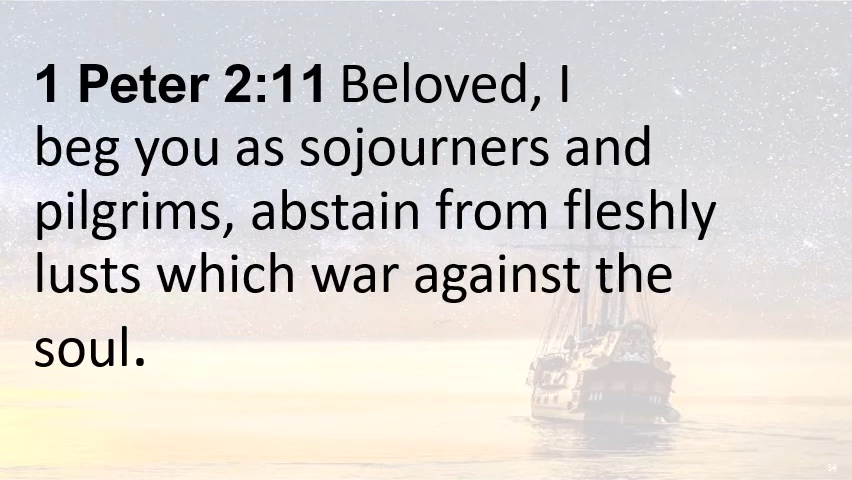 1 Peter 2:11 Beloved, I
beg you as sojourners and
pilgrims, abstain from fleshly
lusts which war against the
soul.
34